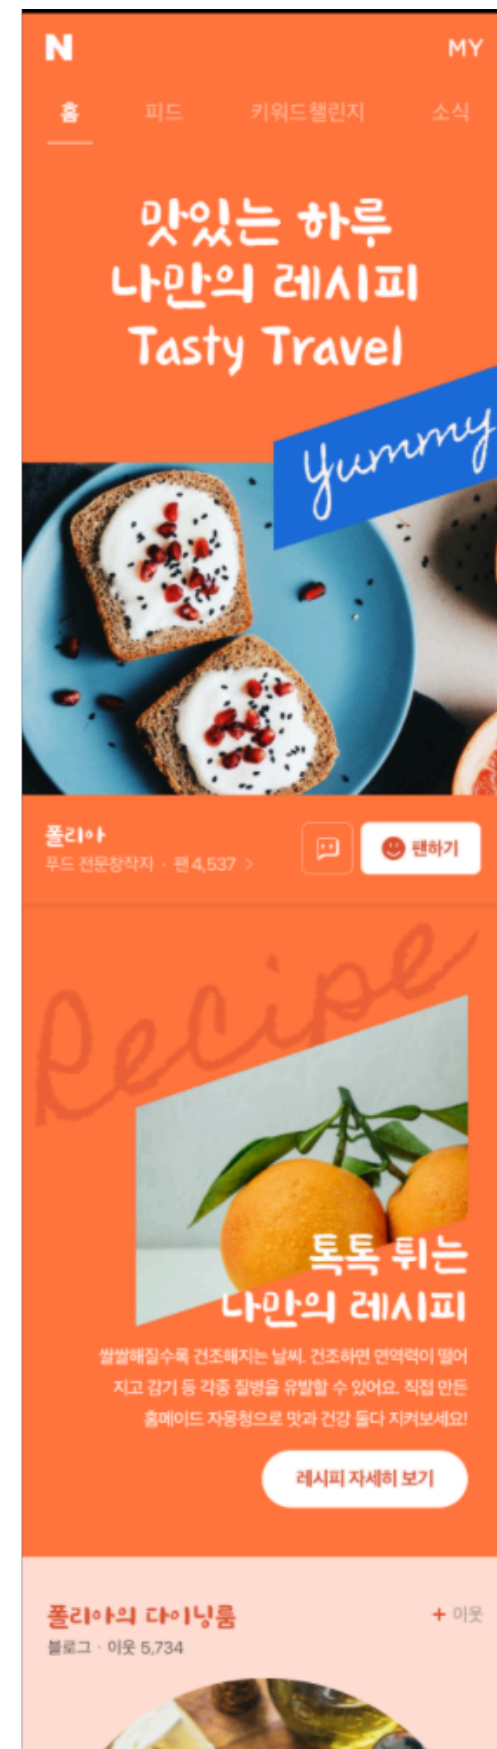 N
MY
홈 피드 키워드챌린지 소식
맛있는 하루
나만의 레시피
Tasty Travel
Yummy
폴리아
푸드 전문창작자 · 팬 4,537 >
팬하기
Recipe
톡톡 튀는
나만의 레시피
쌀쌀해질수록 건조해지는 날씨. 건조하면 면역력이 떨어
지고 감기 등 각종 질병을 유발할 수 있어요. 직접 만든
홈메이드 자몽청으로 맛과 건강 둘다 지켜보세요!
레시피 자세히 보기
폴리아의 다이닝룸
+ 이웃
블로그 · 이웃 5,734